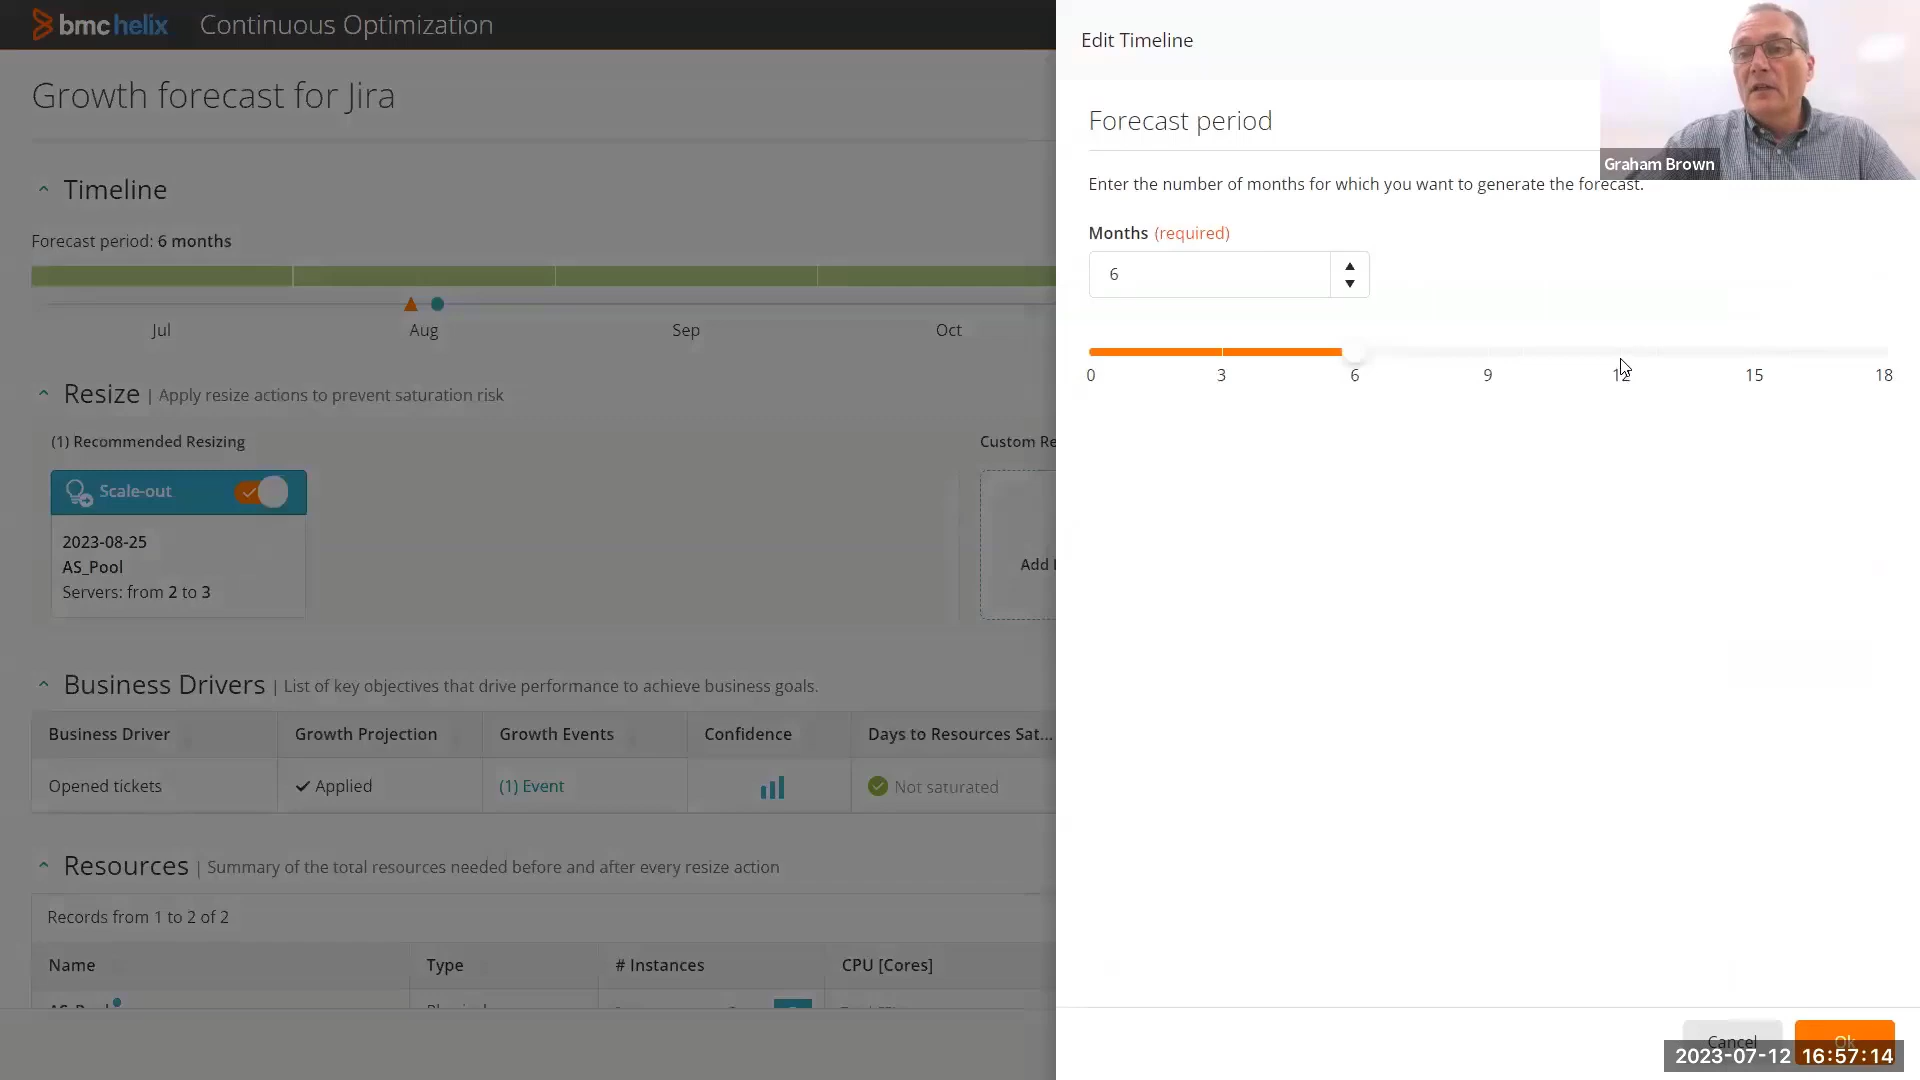 bmc helix Continuous Optimization
Growth forecast for Jira
Timeline
Forecast period: 6 months
Jul
Aug
Sep
Oct
Resize | Apply resize actions to prevent saturation risk
(1) Recommended Resizing
Custom Re
Scale-out
2023-08-25
AS_Pool
Servers: from 2 to 3
Add
Business Drivers | List of key objectives that drive performance to achieve business goals.
Business Driver
Growth Projection
Growth Events
Confidence
Days to Resources Sat...
Opened tickets
Applied
(1) Event
Not saturated
Resources | Summary of the total resources needed before and after every resize action
Records from 1 to 2 of 2
Name
Type
# Instances
CPU [Cores]
Edit Timeline
Graham Brown
Forecast period
Enter the number of months for which you want to generate the forecast.
Months (required)
6
0
3
6
9
12
15
18
Cancel
Ok
2023-07-12 16:57:14